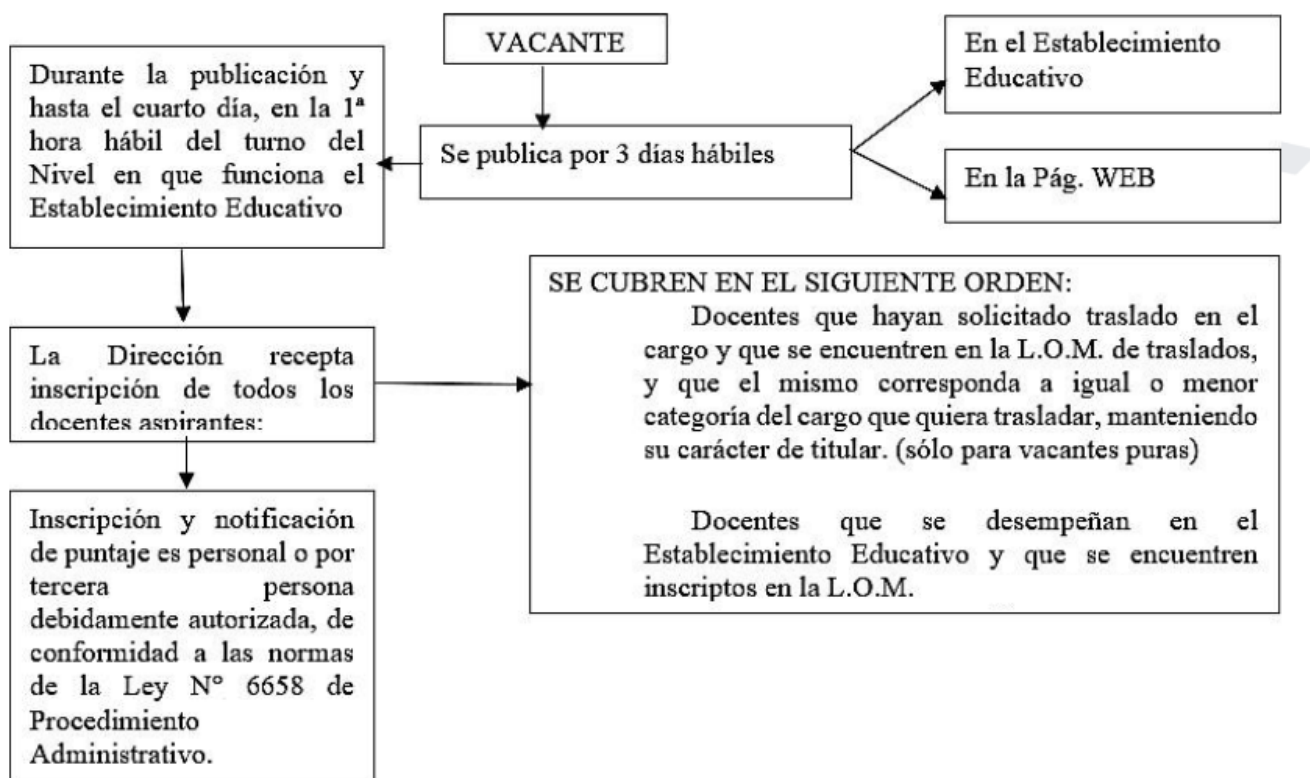 VACANTE
En el Establecimiento
Educativo
Durante la publicación y
hasta el cuarto día, en la 1ª
hora hábil del turno del
Nivel en que funciona el
Establecimiento Educativo
Se publica por 3 días hábiles
En la Pág. WEB
La Dirección recepta
inscripción de todos los
docentes aspirantes:
SE CUBREN EN EL SIGUIENTE ORDEN:
Docentes que hayan solicitado traslado en el
cargo y que se encuentren en la L.O.M. de traslados,
y que el mismo corresponda a igual o menor
categoría del cargo que quiera trasladar, manteniendo
su carácter de titular. (sólo para vacantes puras)
Docentes que se desempeñan en el
Establecimiento Educativo y que se encuentren
inscriptos en la L.O.M.
Inscripción y notificación
de puntaje es personal o por
tercera persona
debidamente autorizada, de
conformidad a las normas
de la Ley Nº 6658 de
Procedimiento
Administrativo.